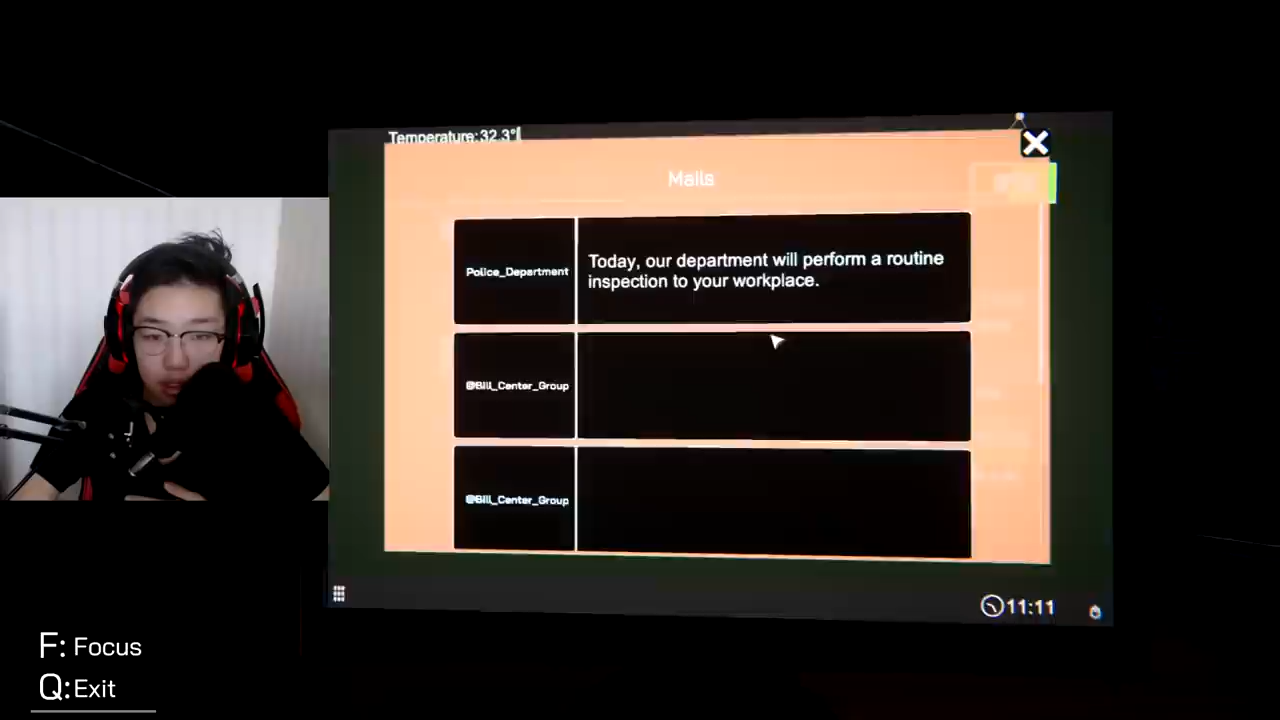 Temperature:32.3°
Mails
Police_Department
Today, our department will perform a routine
inspection to your workplace.
@Bill_Center_Group
@Bill_Center_Group
11:11
F: Focus
Q:Exit